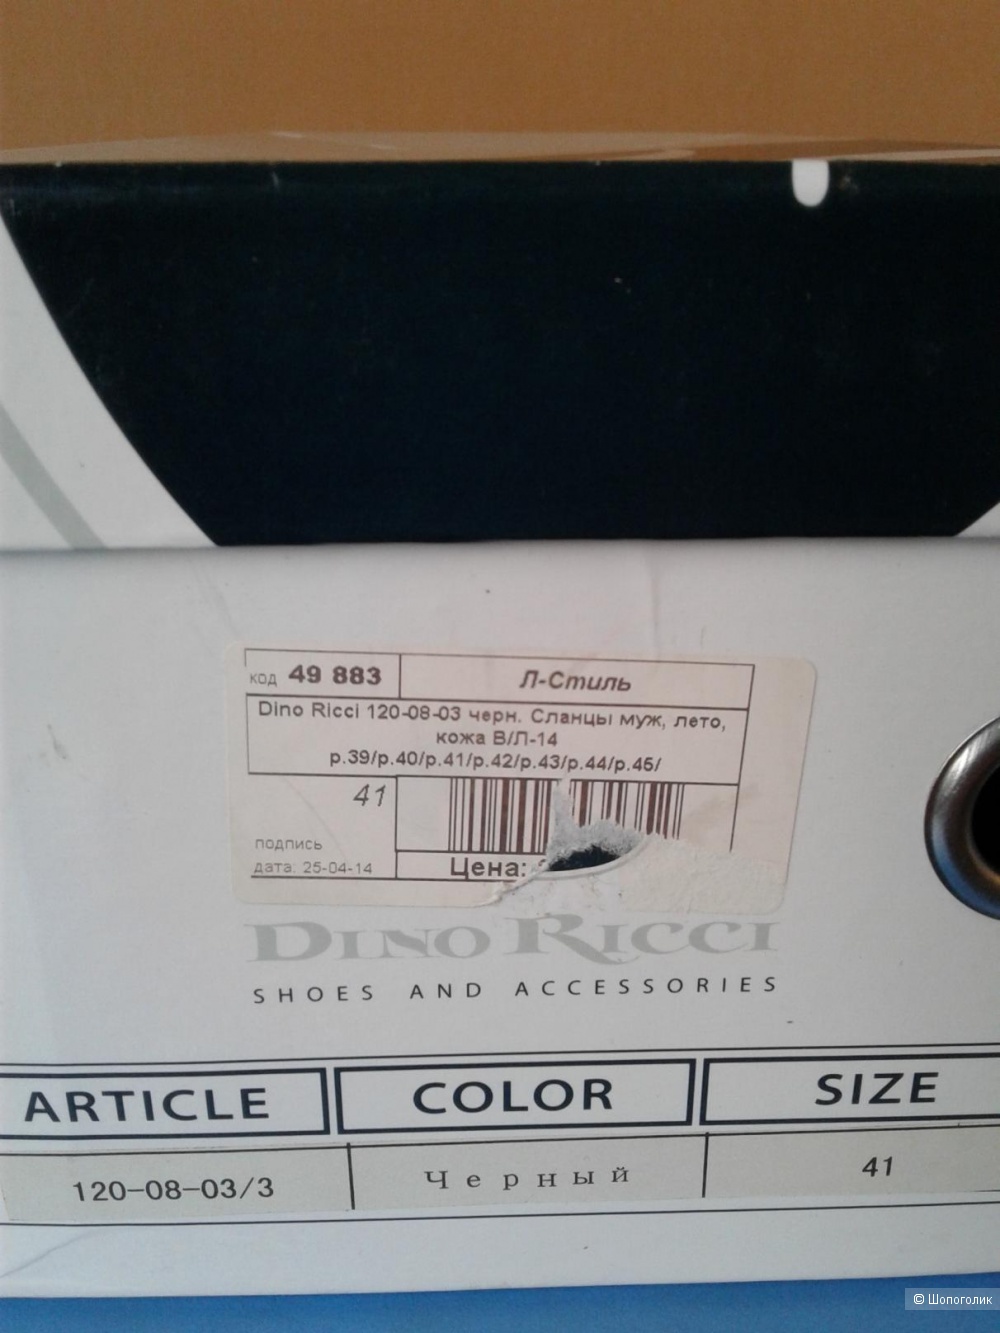 код 49 883 Л-Стиль
Dino Ricci 120-08-03 черн. Сланцы муж, лето,
кожа В/Л-14
р.39/р.40/р.41/р.42/р.43/р.44/р.45/
41
подпись
дата: 25-04-14 Цена:
DINO RICCI
SHOES AND ACCESSORIES
ARTICLE COLOR SIZE
120-08-03/3 Черный 41
© Шопоголик